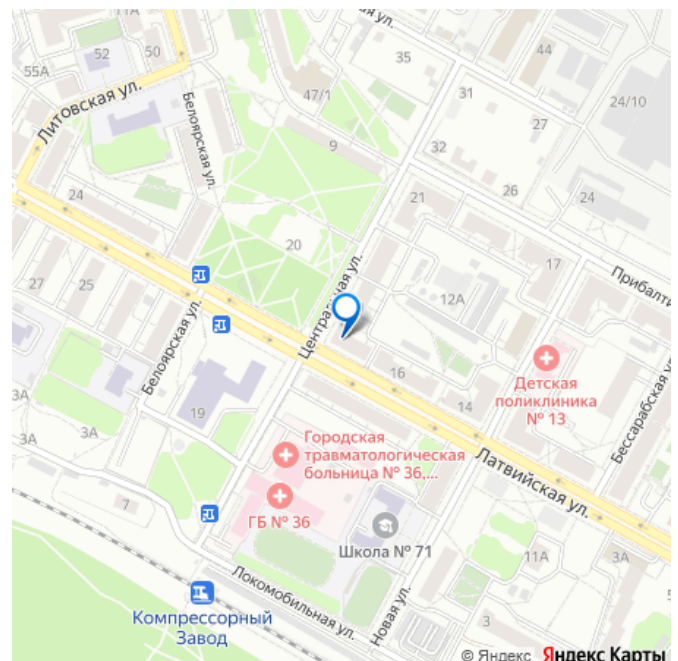 11А
52
50
55А
Литовская ул.
Белоярская ул.
35
44
47/1
31
24/10
27
9
32
24
21
26
24
20
17
Прибалти
27
25
12А
Центральная ул.
Белоярская ул.
16
14
Детская
поликлиника
№ 13
Бессарабская ул.
19
3А
3А
3А
Городская
травматологическая
больница № 36,...
Латвийская ул.
7
ГБ № 36
Школа № 71
11А
3А
Локомобильная ул.
Новая ул.
3
Компрессорный
Завод
© Яндекс Яндекс Карты